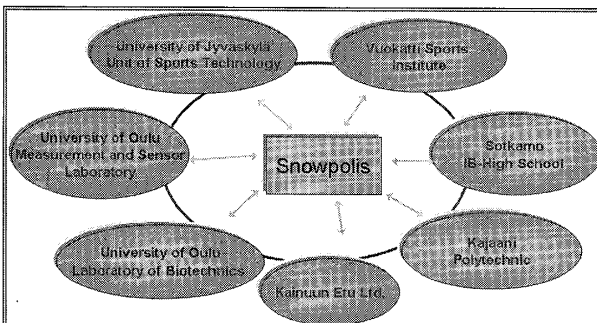 University of Jyväskylä
Unit of Sports Technology
Vuokatti Sports
Institute
University of Oulu
Measurement and Sensor
Laboratory
Snowpolis
Sotkamo
IB-High School
University of Oulu
Laboratory of Biotechnics
Kajaani
Polytechnic
Kainuun Etu Ltd.